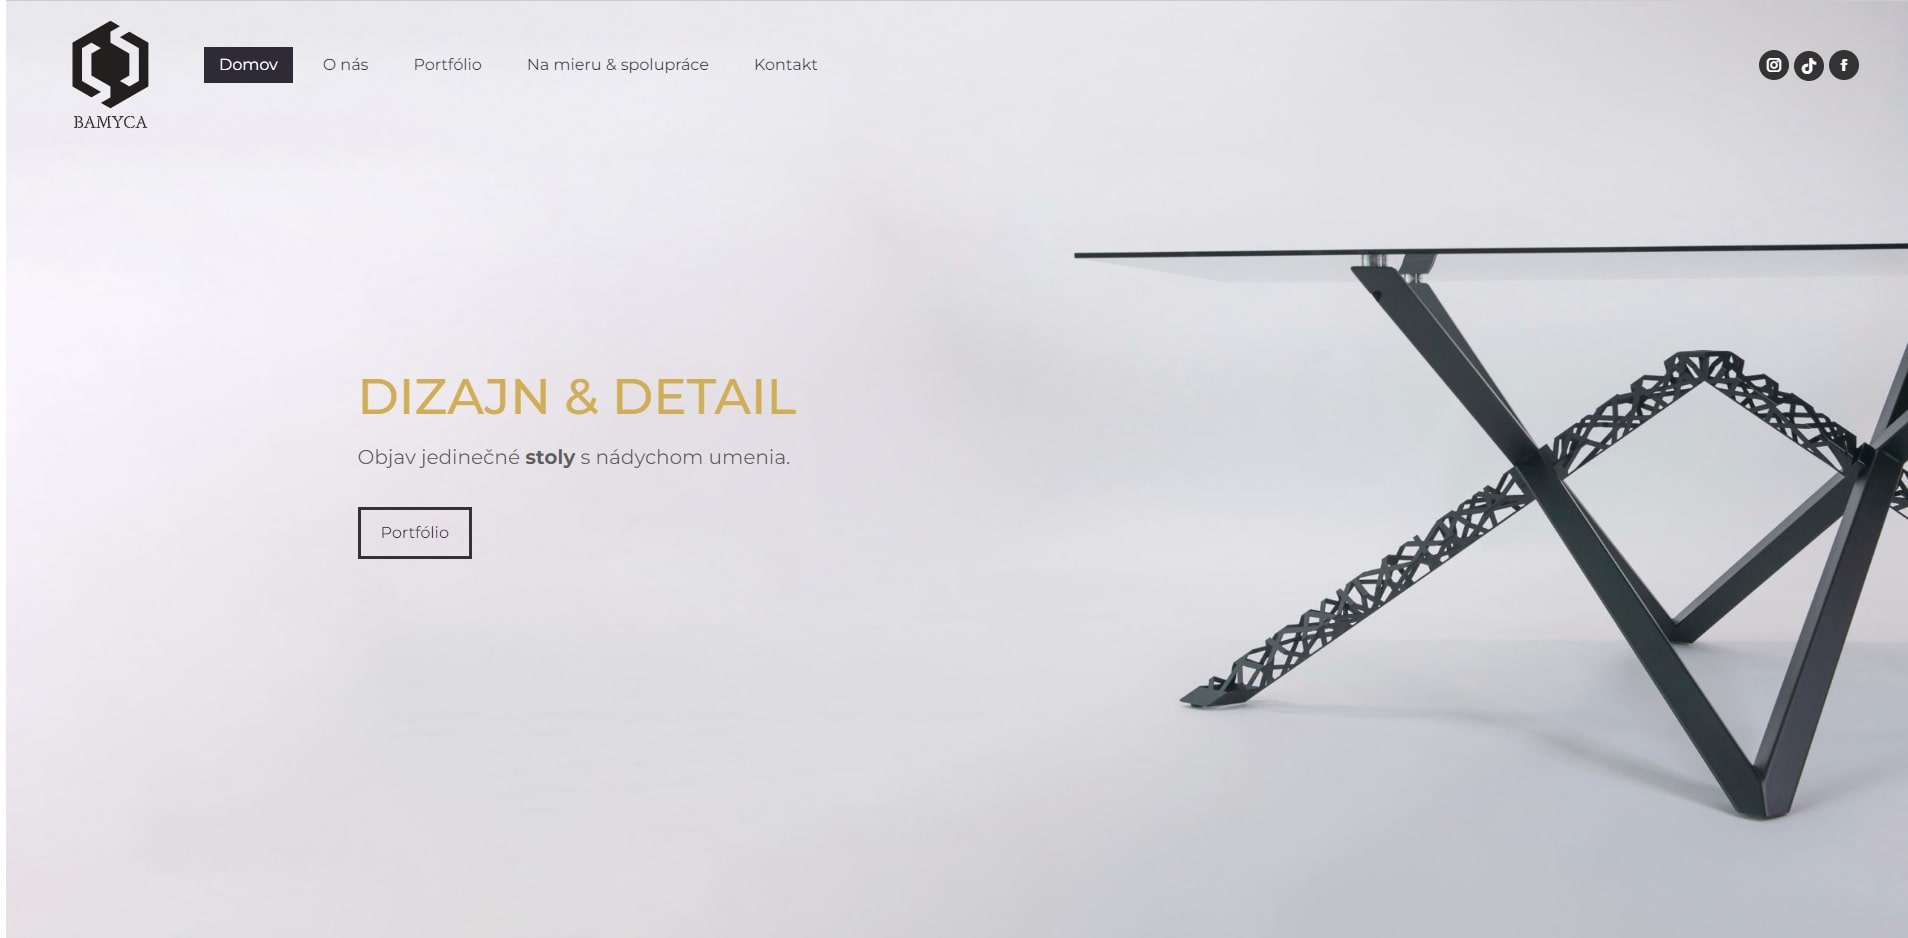 BAMYCA
Domov
O nás
Portfólio
Na mieru & spolupráce
Kontakt
DIZAJN & DETAIL
Objav jedinečné stoly s nádychom umenia.
Portfólio